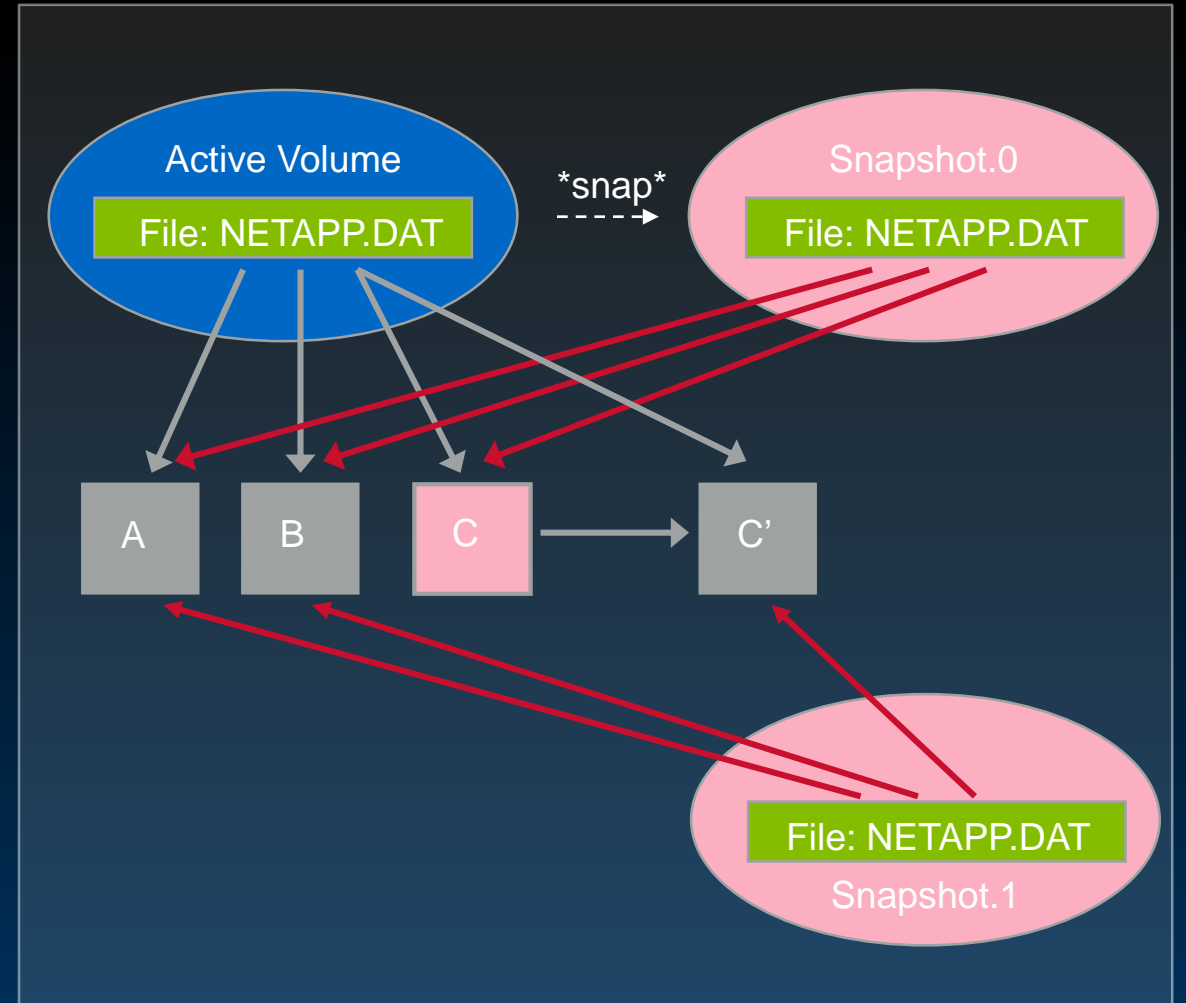 Active Volume
File: NETAPP.DAT
*snap*
Snapshot.0
File: NETAPP.DAT
A
B
C
C’
File: NETAPP.DAT
Snapshot.1